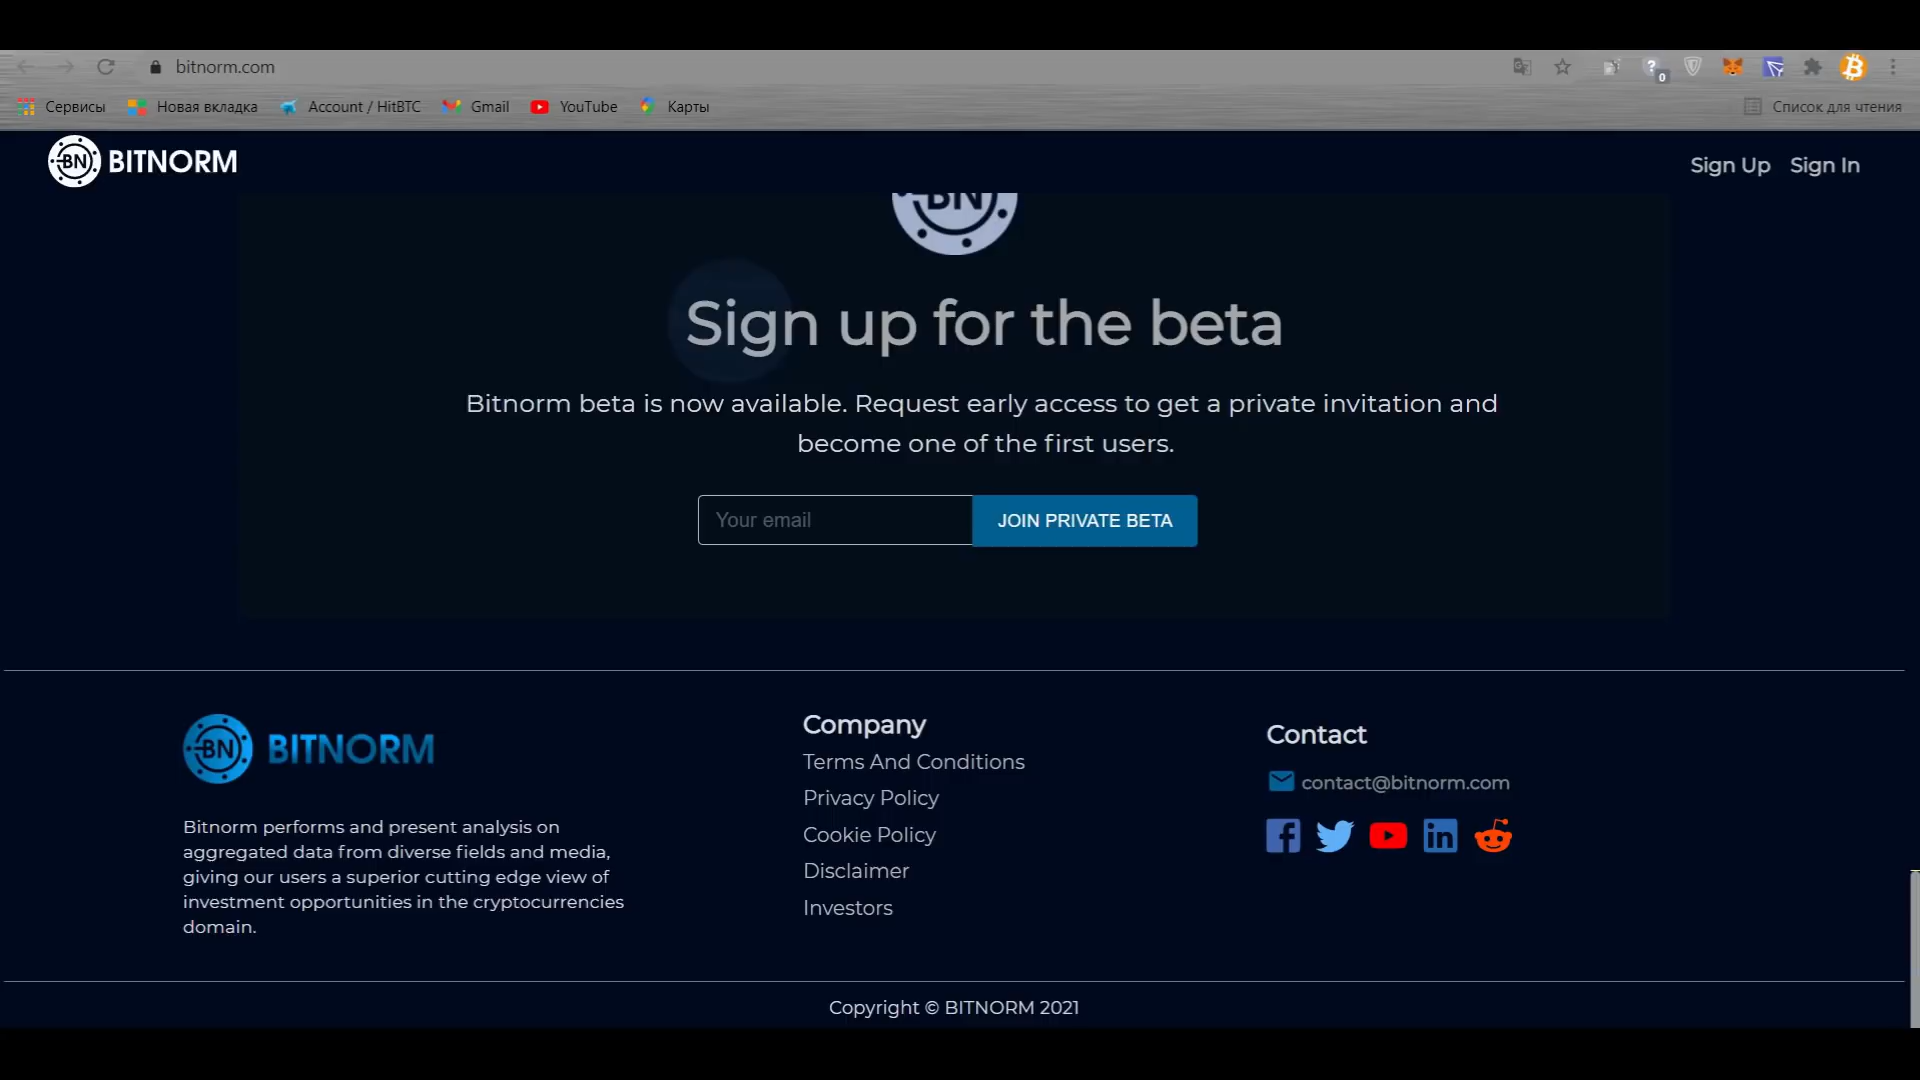 bitnorm.com
0
Сервисы
Новая вкладка
Account / HitBTC
Gmail
YouTube
Карты
Список для чтения
BN BITNORM
Sign Up
Sign In
BN
Sign up for the beta
Bitnorm beta is now available. Request early access to get a private invitation and
become one of the first users.
Your email
JOIN PRIVATE BETA
BN BITNORM
Bitnorm performs and present analysis on
aggregated data from diverse fields and media,
giving our users a superior cutting edge view of
investment opportunities in the cryptocurrencies
domain.
Company
Terms And Conditions
Privacy Policy
Cookie Policy
Disclaimer
Investors
Contact
contact@bitnorm.com
Copyright © BITNORM 2021